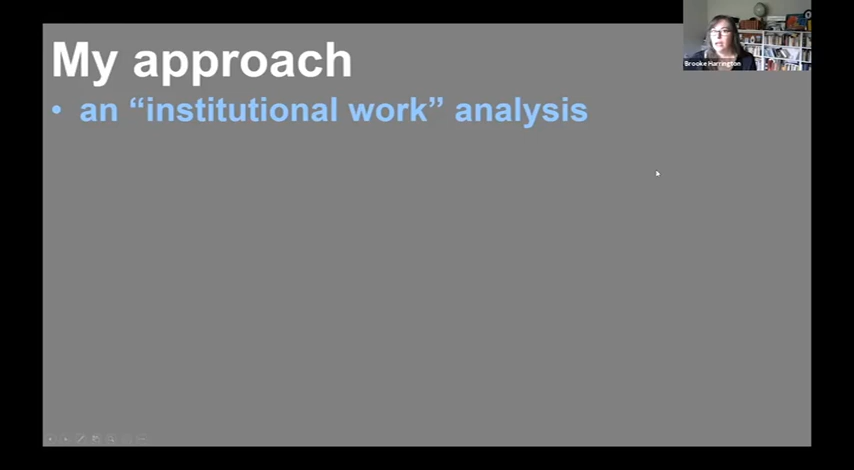 My approach
• an “institutional work” analysis
Brooke Harrington